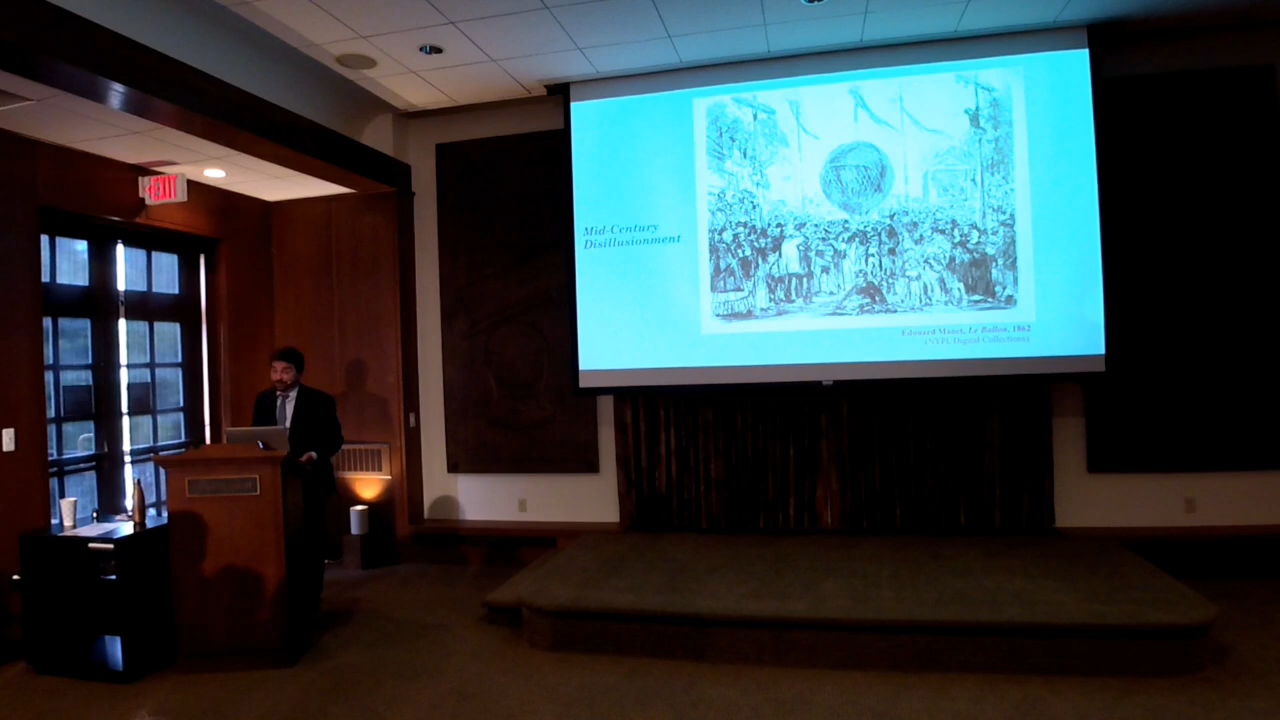 EXIT
Mid-Century
Disillusionment
Edouard Manet, Le Ballon, 1862
(NYPL Digital Collections)